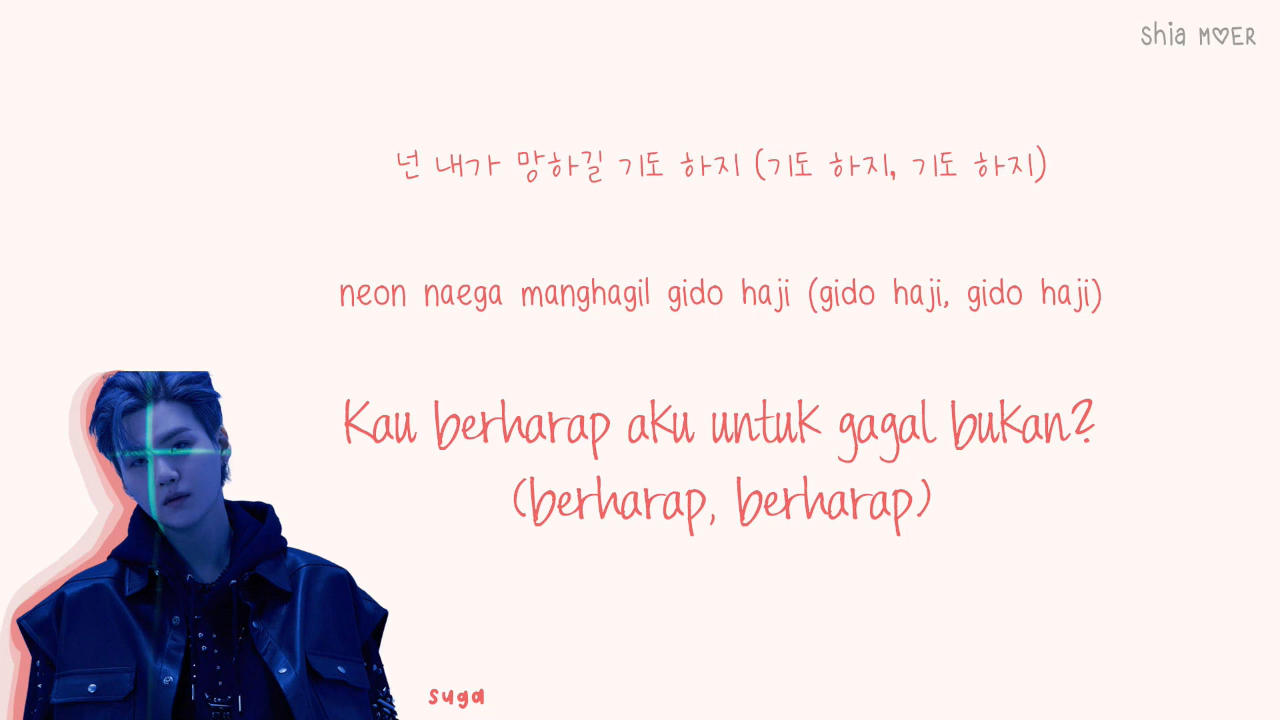 Shia M♡ER
넌 내가 망하길 기도 하지 (기도 하지, 기도 하지)
neon naega manghagil gido haji (gido haji, gido haji)
Kau berharap aku untuk gagal bukan?
(berharap, berharap)
suga